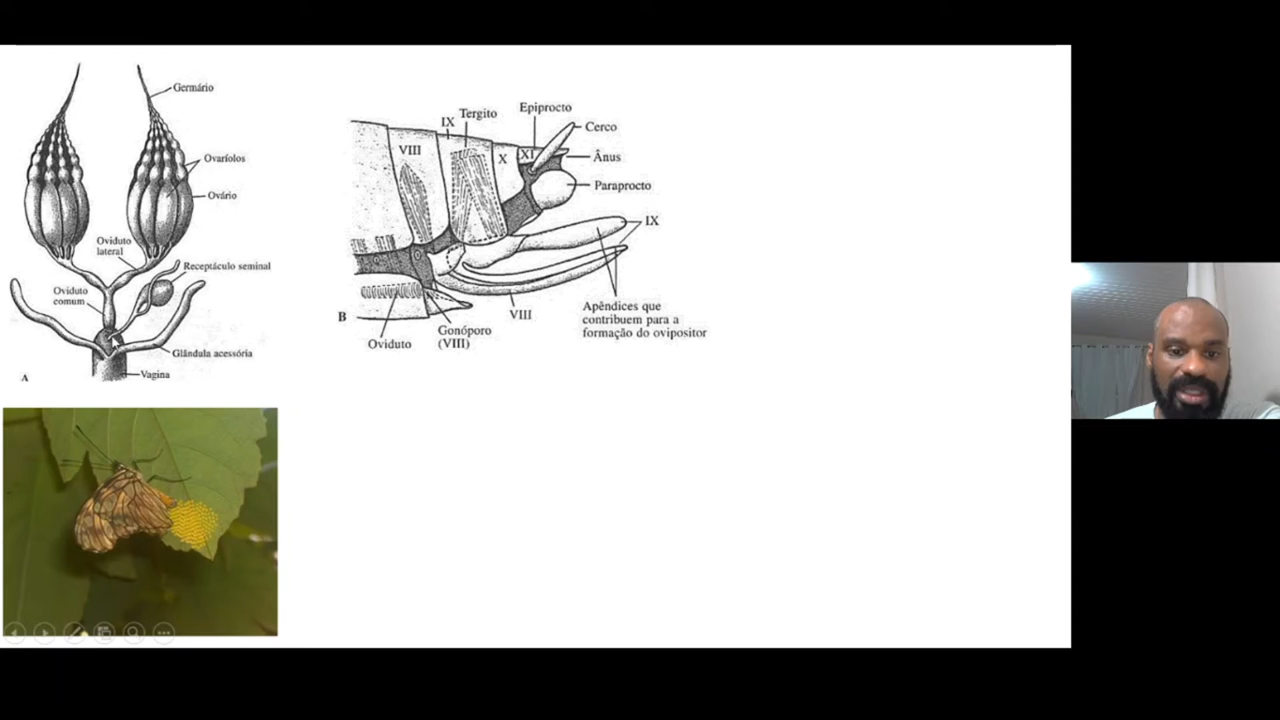 Germário
Ovaríolos
Ovário
Oviduto
lateral
Receptáculo seminal
Oviduto
comum
Glândula acessória
Vagina
A
Epiprocto
Tergito
IX
Cerco
VIII
X
XI
Ânus
Paraprocto
IX
VIII
Apêndices que
contribuem para a
formação do ovipositor
B
Gonóporo
(VIII)
Oviduto